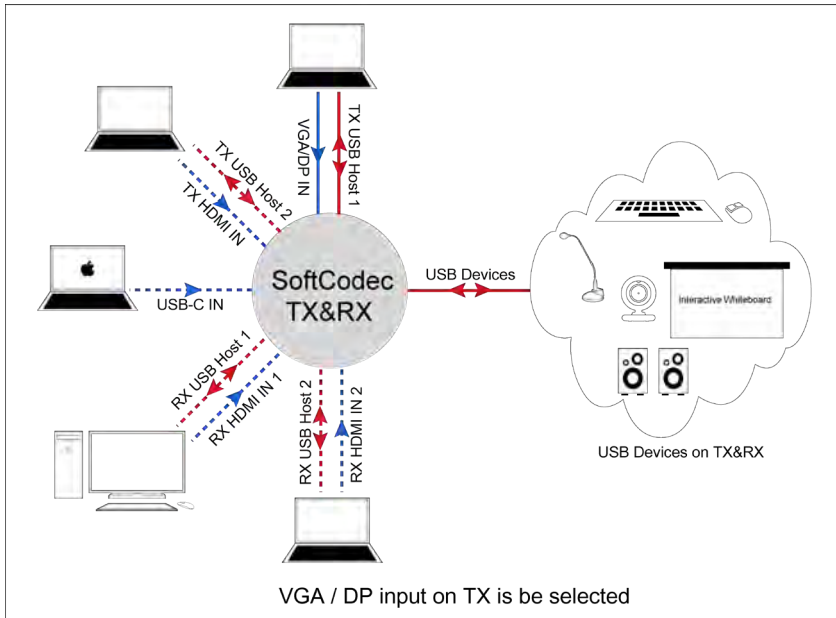 VGA/DP IN
TX USB Host 1
TX USB Host 2
TX HDMI IN
SoftCodec
TX&RX
USB Devices
USB-C IN
Interactive Whiteboard
RX USB Host 1
RX HDMI IN 1
RX USB Host 2
RX HDMI IN 2
USB Devices on TX&RX
VGA / DP input on TX is be selected